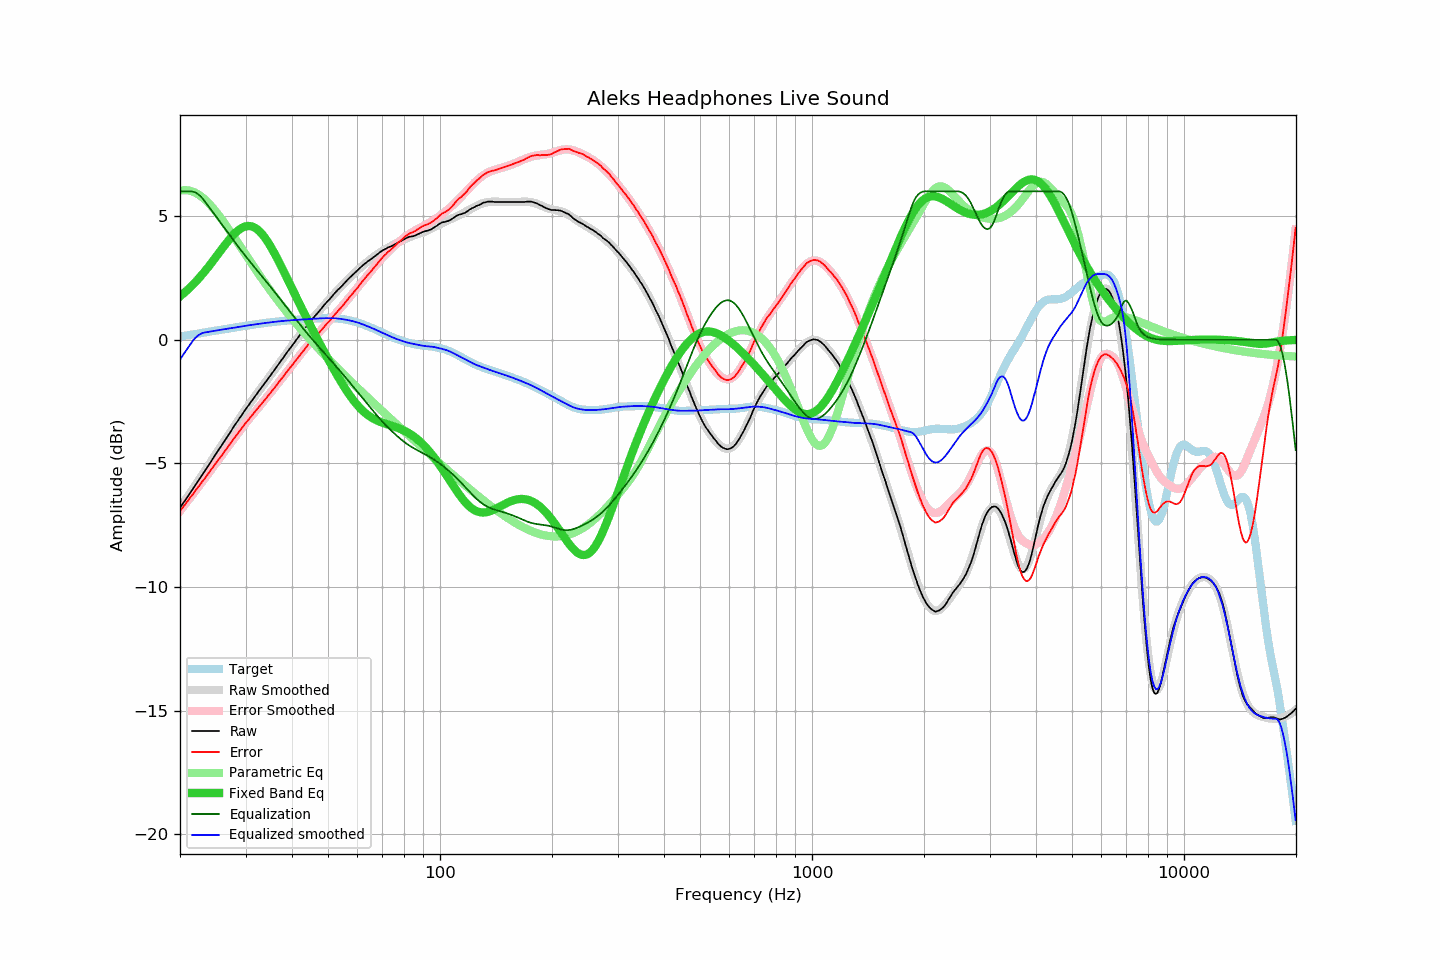 Aleks Headphones Live Sound
5
0
−5
−10
−15
−20
Amplitude (dBr)
Target
Raw Smoothed
Error Smoothed
Raw
Error
Parametric Eq
Fixed Band Eq
Equalization
Equalized smoothed
100 1000 10000
Frequency (Hz)